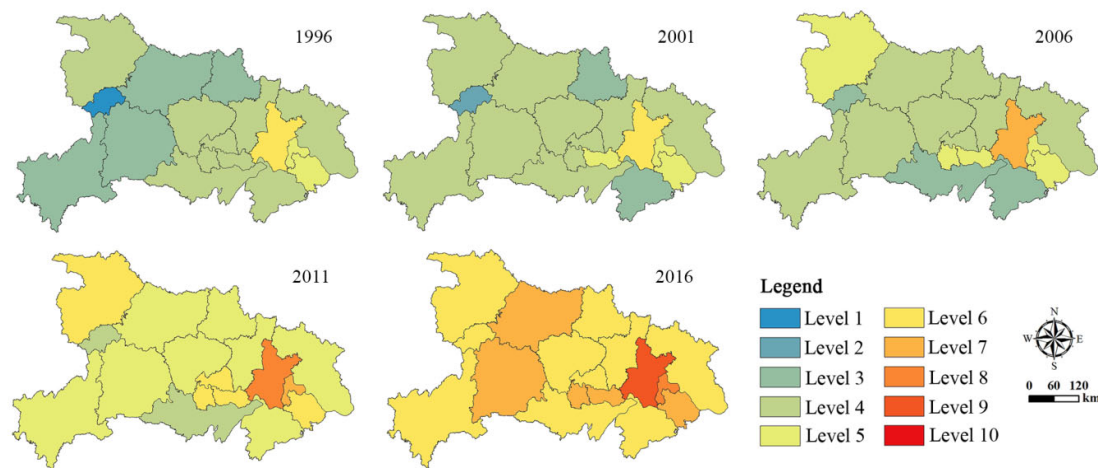 1996
2001
2006
2011
2016
Legend
Level 1
Level 6
Level 2
Level 7
Level 3
Level 8
Level 4
Level 9
Level 5
Level 10
N
W E
S
0 60 120
km